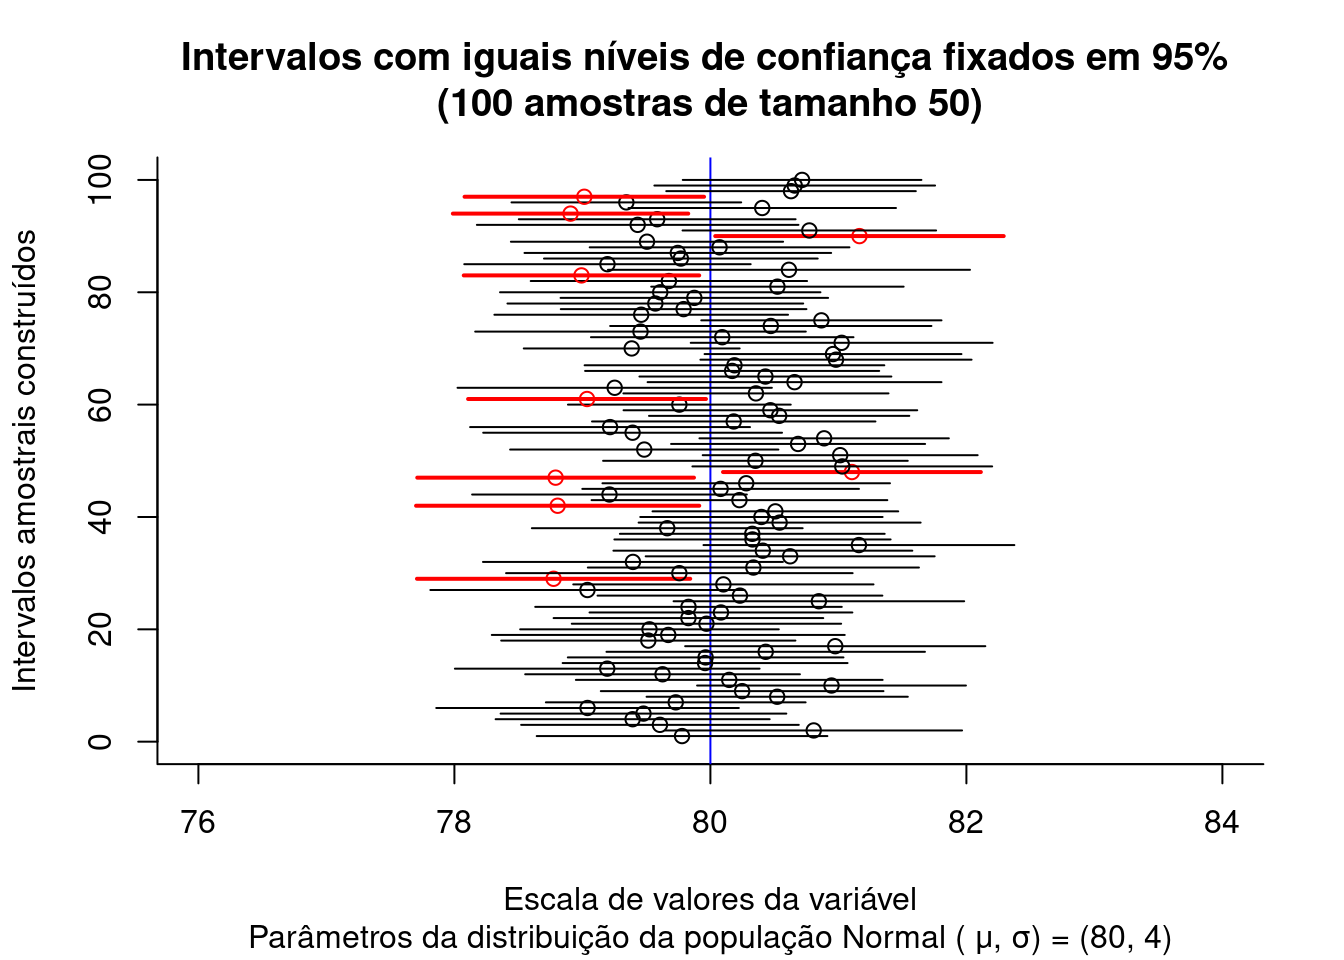 Intervalos com iguais níveis de confiança fixados em 95%
(100 amostras de tamanho 50)
Intervalos amostrais construídos
100
80
60
40
20
0
76 78 80 82 84
Escala de valores da variável
Parâmetros da distribuição da população Normal ( μ, σ) = (80, 4)